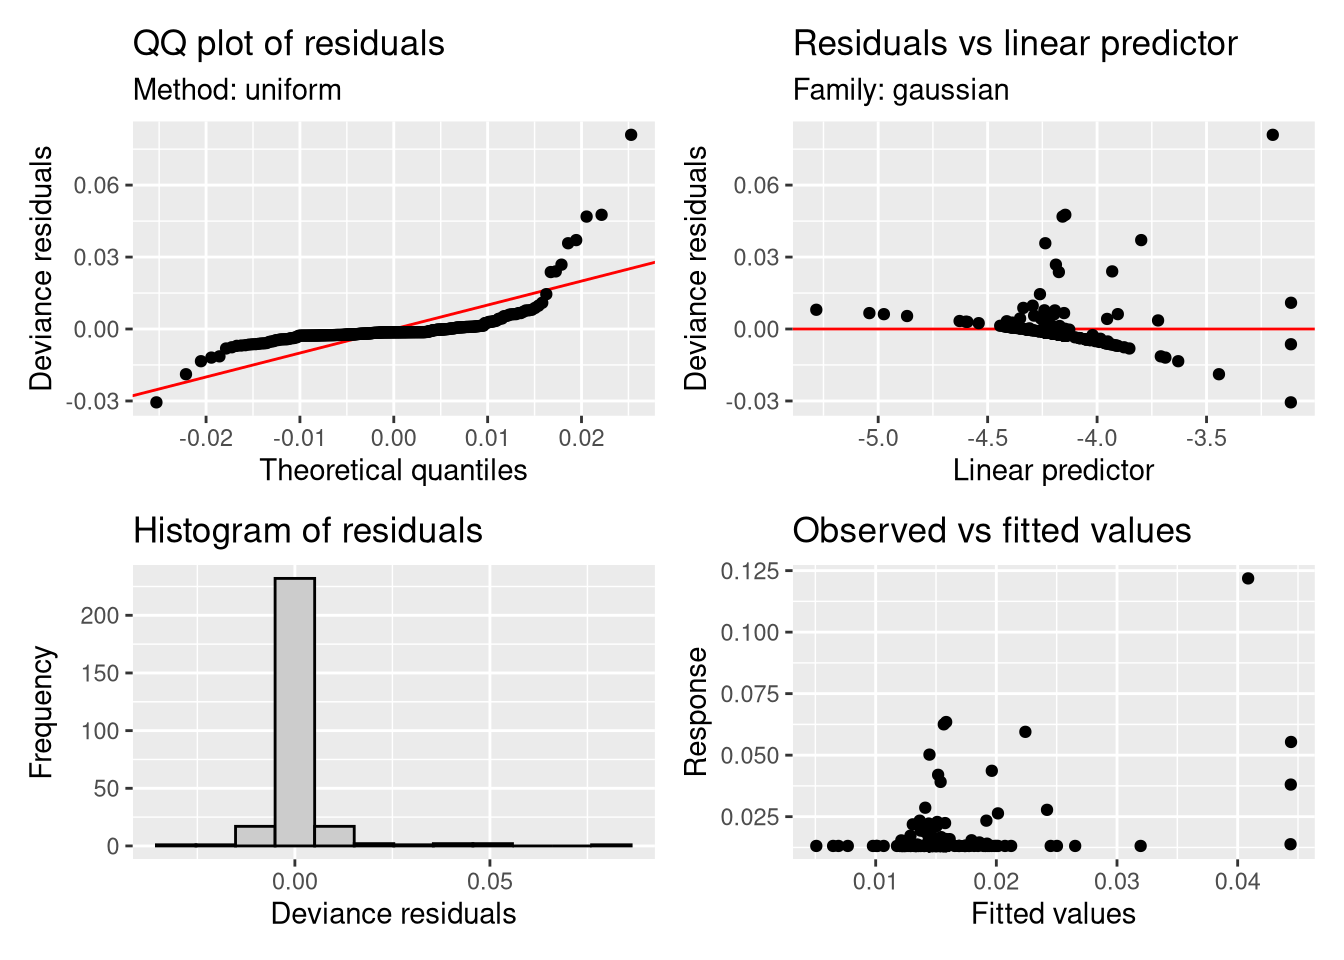 QQ plot of residuals
Method: uniform
Deviance residuals
0.06
0.03
0.00
-0.03
-0.02
-0.01
0.00
0.01
0.02
Theoretical quantiles
Residuals vs linear predictor
Family: gaussian
Deviance residuals
0.06
0.03
0.00
-0.03
-5.0
-4.5
-4.0
-3.5
Linear predictor
Histogram of residuals
Frequency
200
150
100
50
0
0.00
0.05
Deviance residuals
Observed vs fitted values
Response
0.125
0.100
0.075
0.050
0.025
0.01
0.02
0.03
0.04
Fitted values